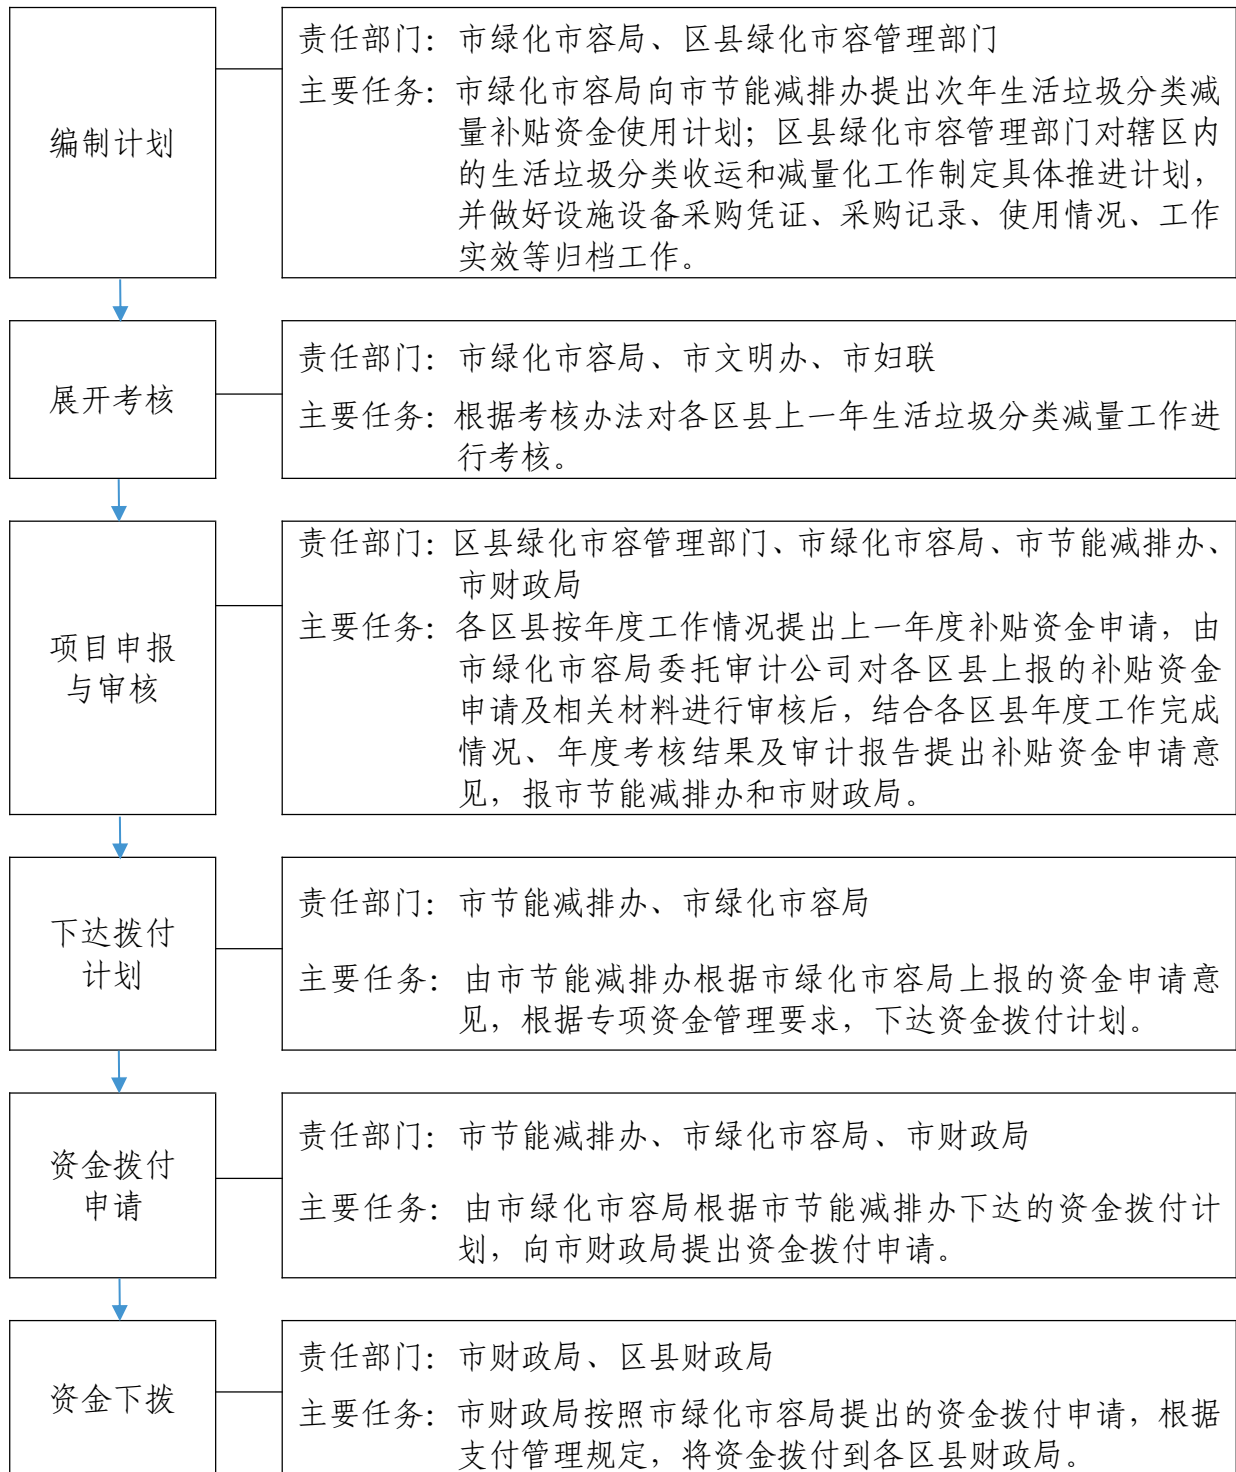 编制计划
责任部门：市绿化市容局、区县绿化市容管理部门
主要任务：市绿化市容局向市节能减排办提出次年生活垃圾分类减
量补贴资金使用计划；区县绿化市容管理部门对辖区内
的生活垃圾分类收运和减量化工作制定具体推进计划，
并做好设施设备采购凭证、采购记录、使用情况、工作
实效等归档工作。
展开考核
责任部门：市绿化市容局、市文明办、市妇联
主要任务：根据考核办法对各区县上一年生活垃圾分类减量工作进
行考核。
项目申报
与审核
责任部门：区县绿化市容管理部门、市绿化市容局、市节能减排办、
市财政局
主要任务：各区县按年度工作情况提出上一年度补贴资金申请，由
市绿化市容局委托审计公司对各区县上报的补贴资金
申请及相关材料进行审核后，结合各区县年度工作完成
情况、年度考核结果及审计报告提出补贴资金申请意
见，报市节能减排办和市财政局。
下达拨付
计划
责任部门：市节能减排办、市绿化市容局
主要任务：由市节能减排办根据市绿化市容局上报的资金申请意
见，根据专项资金管理要求，下达资金拨付计划。
资金拨付
申请
责任部门：市节能减排办、市绿化市容局、市财政局
主要任务：由市绿化市容局根据市节能减排办下达的资金拨付计
划，向市财政局提出资金拨付申请。
资金下拨
责任部门：市财政局、区县财政局
主要任务：市财政局按照市绿化市容局提出的资金拨付申请，根据
支付管理规定，将资金拨付到各区县财政局。